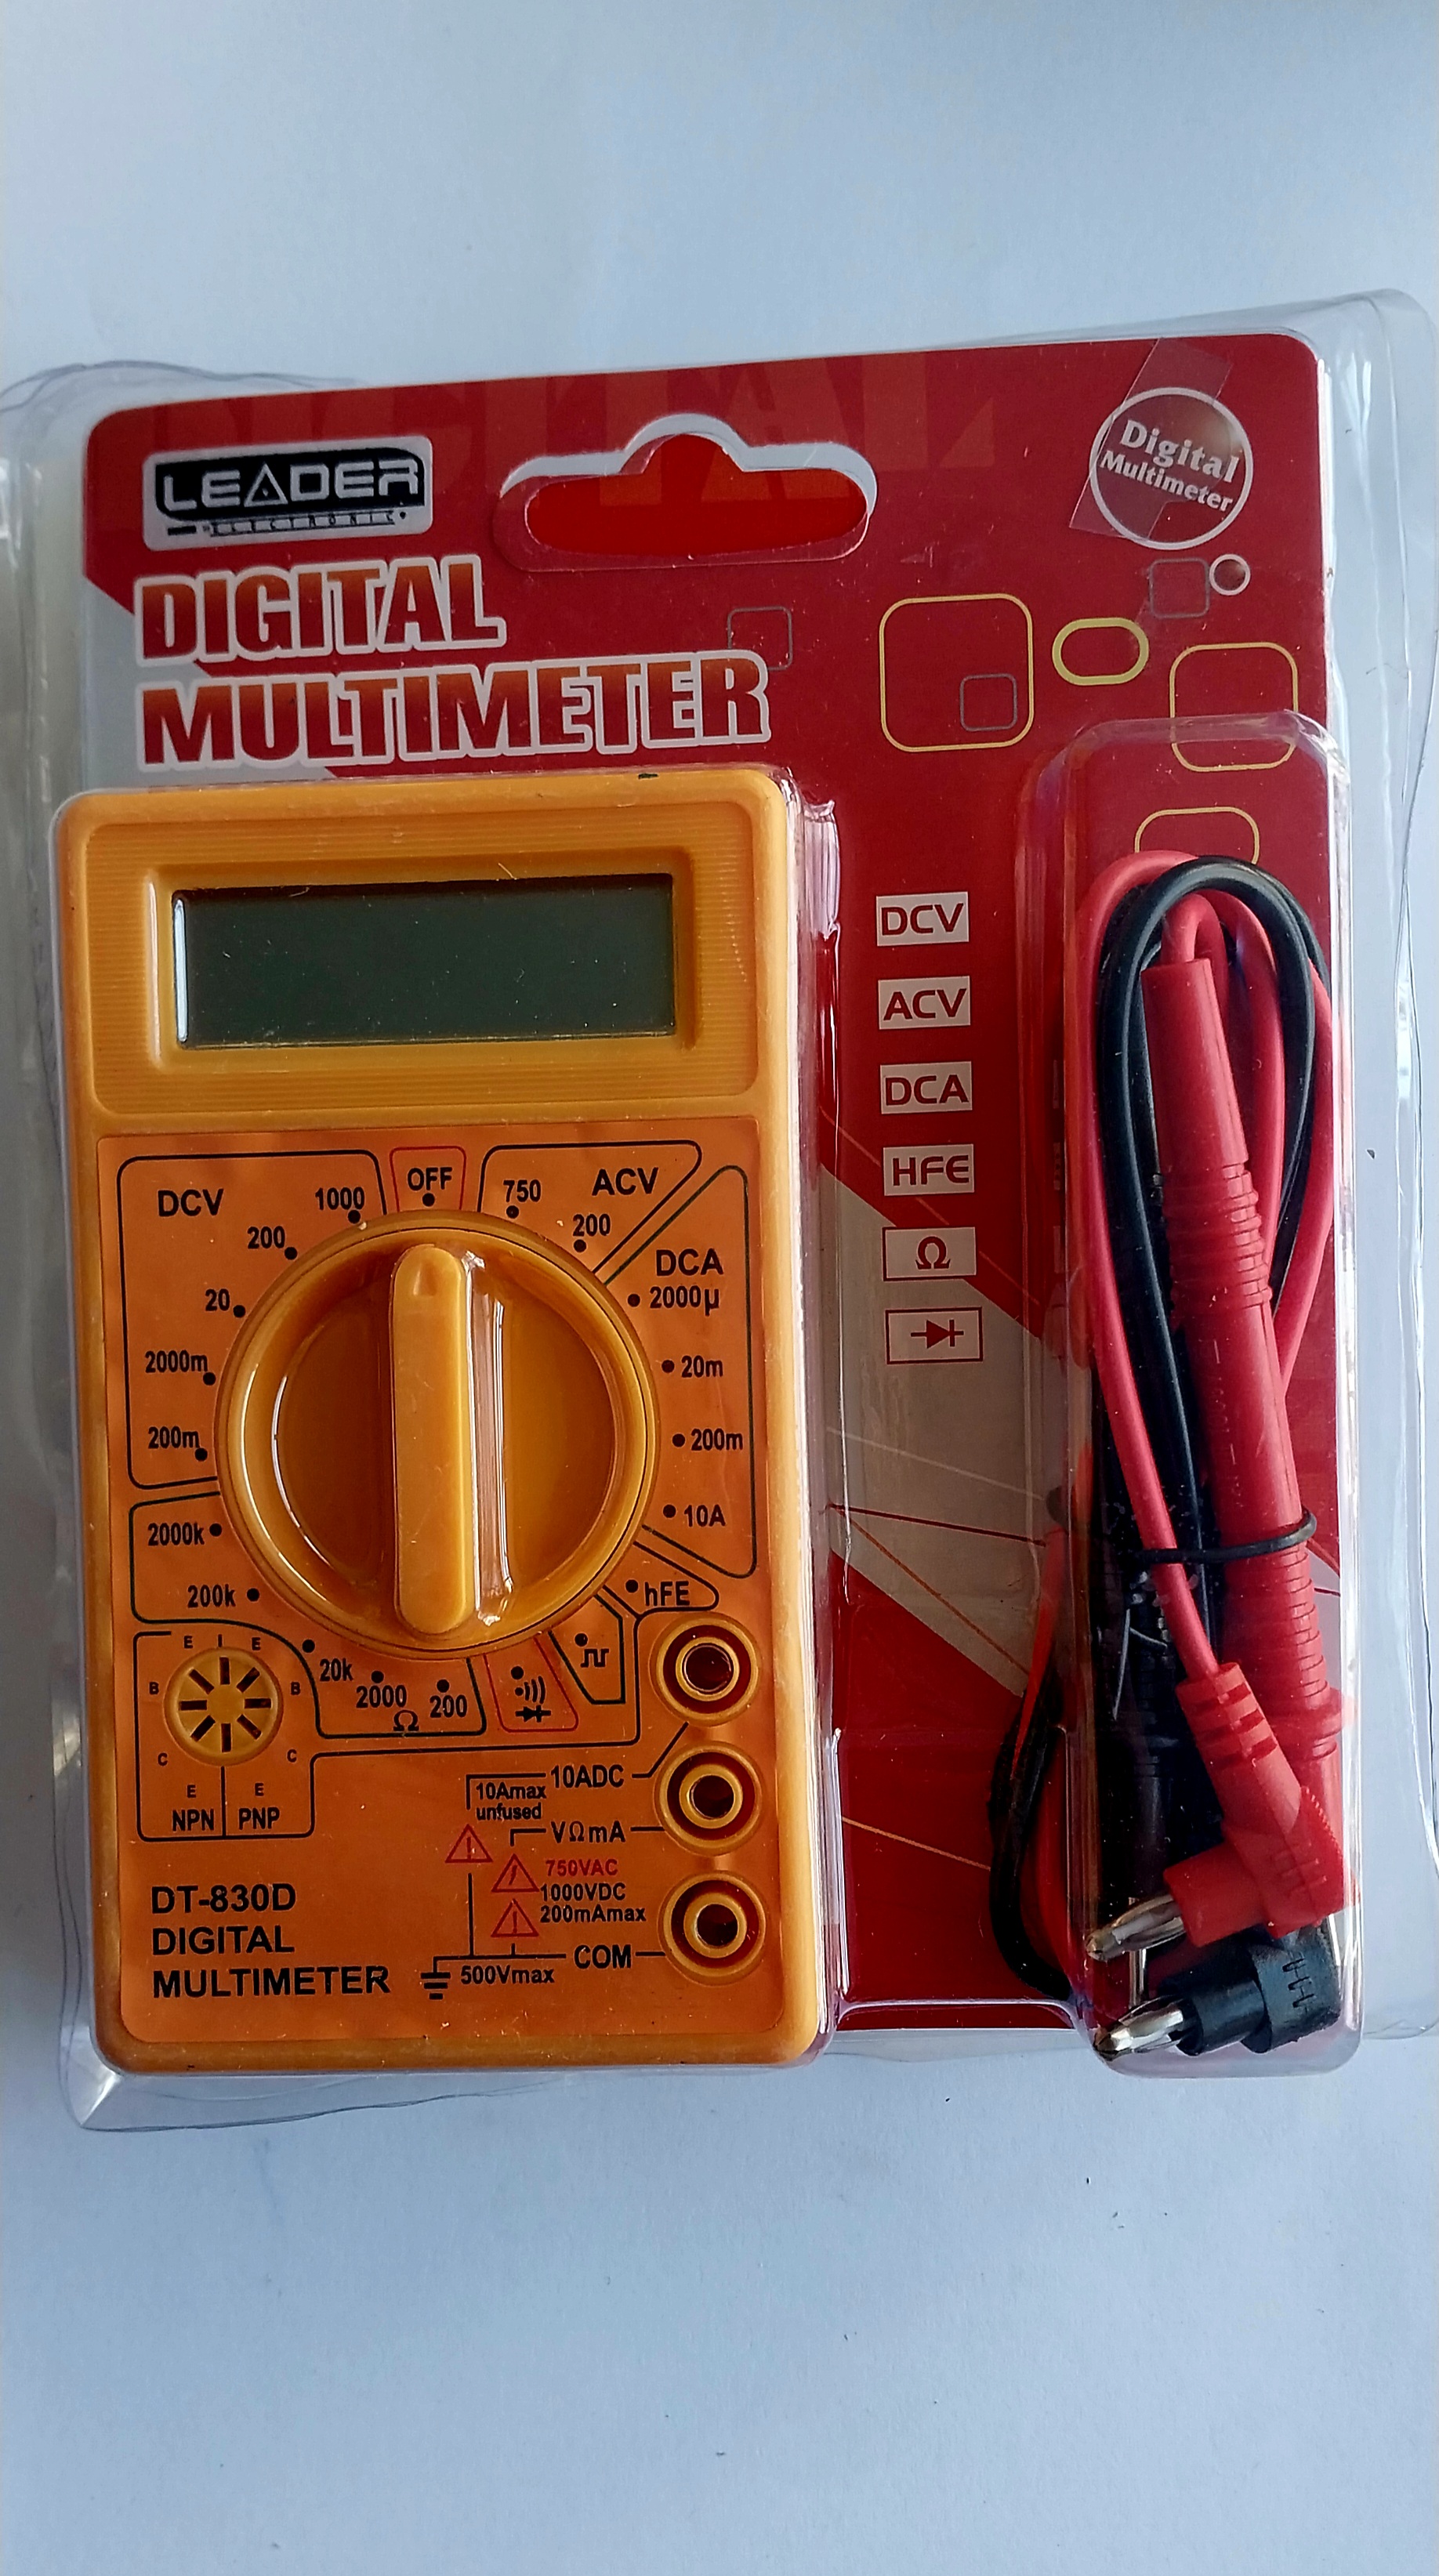 DIGITAL
LEADER
ELECTRONIC
Digital
Multimeter
DIGITAL
MULTIMETER
DCV
ACV
DCA
HFE
Ω
DCV
1000
OFF
750
ACV
200
200
DCA
20
2000µ
2000m
20m
200m
200m
2000k
10A
200k
hFE
20k
2000
200
Ω
E
E
B
B
C
C
E
E
NPN
PNP
10Amax
unfused
10ADC
VΩmA
750VAC
1000VDC
200mAmax
COM
500Vmax
DT-830D
DIGITAL
MULTIMETER